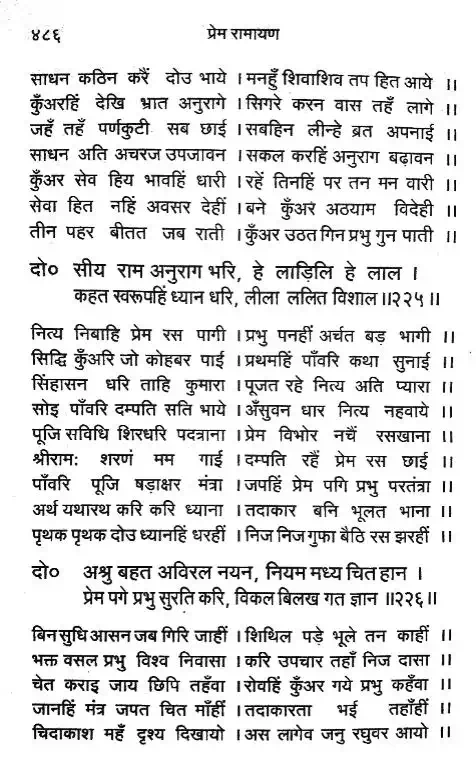 ४८६ प्रेम रामायण
साधन कठिन करैं दोउ भाये । मनहुँ शिवाशिव तप हित आये ॥
कुँअरहिं देखि भ्रात अनुरागे । सिगरे करन वास तहँ लागे ॥
जहँ तहँ पर्णकुटी सब छाई । सबहिन लीन्हे व्रत अपनाई ॥
साधन अति अचरज उपजावन । सकल करहिं अनुराग बढ़ावन ॥
कुँअर सेव हिय भावहिं धारी । रहें तिनहिं पर तन मन वारी ॥
सेवा हित नहिं अवसर देहीं । बने कुँअर अठयाम विदेही ॥
तीन पहर बीतत जब राती । कुँअर उठत गिन प्रभु गुन पाती ॥
दो० सीय राम अनुराग भरि, हे लाड़िलि हे लाल ।
कहत स्वरूपहिं ध्यान धरि, लीला ललित विशाल ॥२२५॥
नित्य निबाहि प्रेम रस पागी । प्रभु पनहीं अर्चत बड़ भागी ॥
सिद्धि कुँअरि जो कोहबर पाई । प्रथमहिं पाँवरि कथा सुनाई ॥
सिंहासन धरि ताहि कुमारा । पूजत रहे नित्य अति प्यारा ॥
सोइ पाँवरि दम्पति सति भाये । अँसुवन धार नित्य नहवाये ॥
पूजि सविधि शिरधरि पदत्राना । प्रेम विभोर नचैं रसखाना ॥
श्रीरामः शरणं मम गाई । दम्पति रहैं प्रेम रस छाई ॥
पाँवरि पूजि षड़ाक्षर मंत्रा । जपहिं प्रेम पगि प्रभु परतंत्रा ॥
अर्थ यथारथ करि करि ध्याना । तदाकार बनि भूलत भाना ॥
पृथक पृथक दोउ ध्यानहिं धरहीं । निज निज गुफा बैठि रस झरहीं ॥
दो० अश्रु बहत अविरल नयन, नियम मध्य चित हान ।
प्रेम पगे प्रभु सुरति करि, विकल बिलख गत ज्ञान ॥२२६॥
बिन सुधि आसन जब गिरि जाहीं । शिथिल पड़े भूले तन काहीं ॥
भक्त वसल प्रभु विश्व निवासा । करि उपचार तहाँ निज दासा ॥
चेत कराइ जाय छिपि तहँवा । रोवहिं कुँअर गये प्रभु कहँवा ॥
जानहिं मंत्र जपत चित माँहीं । तदाकारता भई तहाँहीं ॥
चिदाकाश महँ दृश्य दिखायो । अस लागेव जनु रघुवर आयो ॥